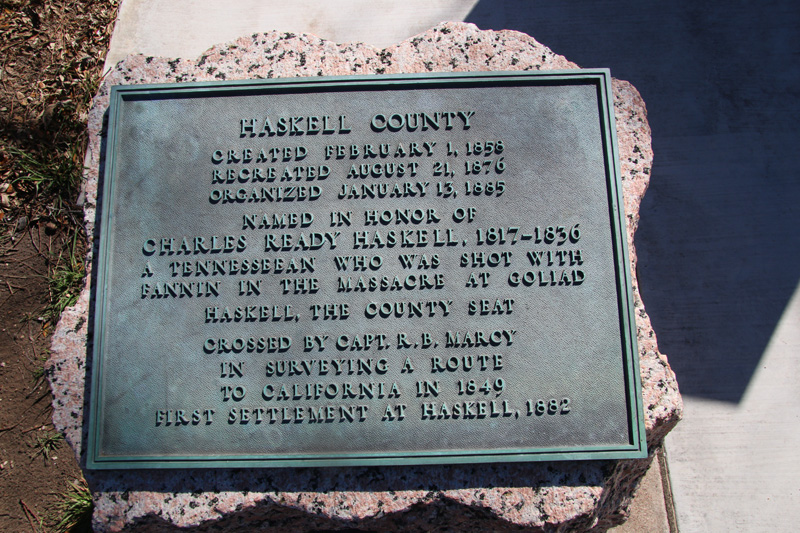 HASKELL COUNTY
CREATED FEBRUARY 1, 1858
RECREATED AUGUST 21, 1876
ORGANIZED JANUARY 13, 1885
NAMED IN HONOR OF
CHARLES READY HASKELL, 1817-1836
A TENNESSEEAN WHO WAS SHOT WITH
FANNIN IN THE MASSACRE AT GOLIAD
HASKELL, THE COUNTY SEAT
CROSSED BY CAPT. R. B. MARCY
IN SURVEYING A ROUTE
TO CALIFORNIA IN 1849
FIRST SETTLEMENT AT HASKELL, 1882